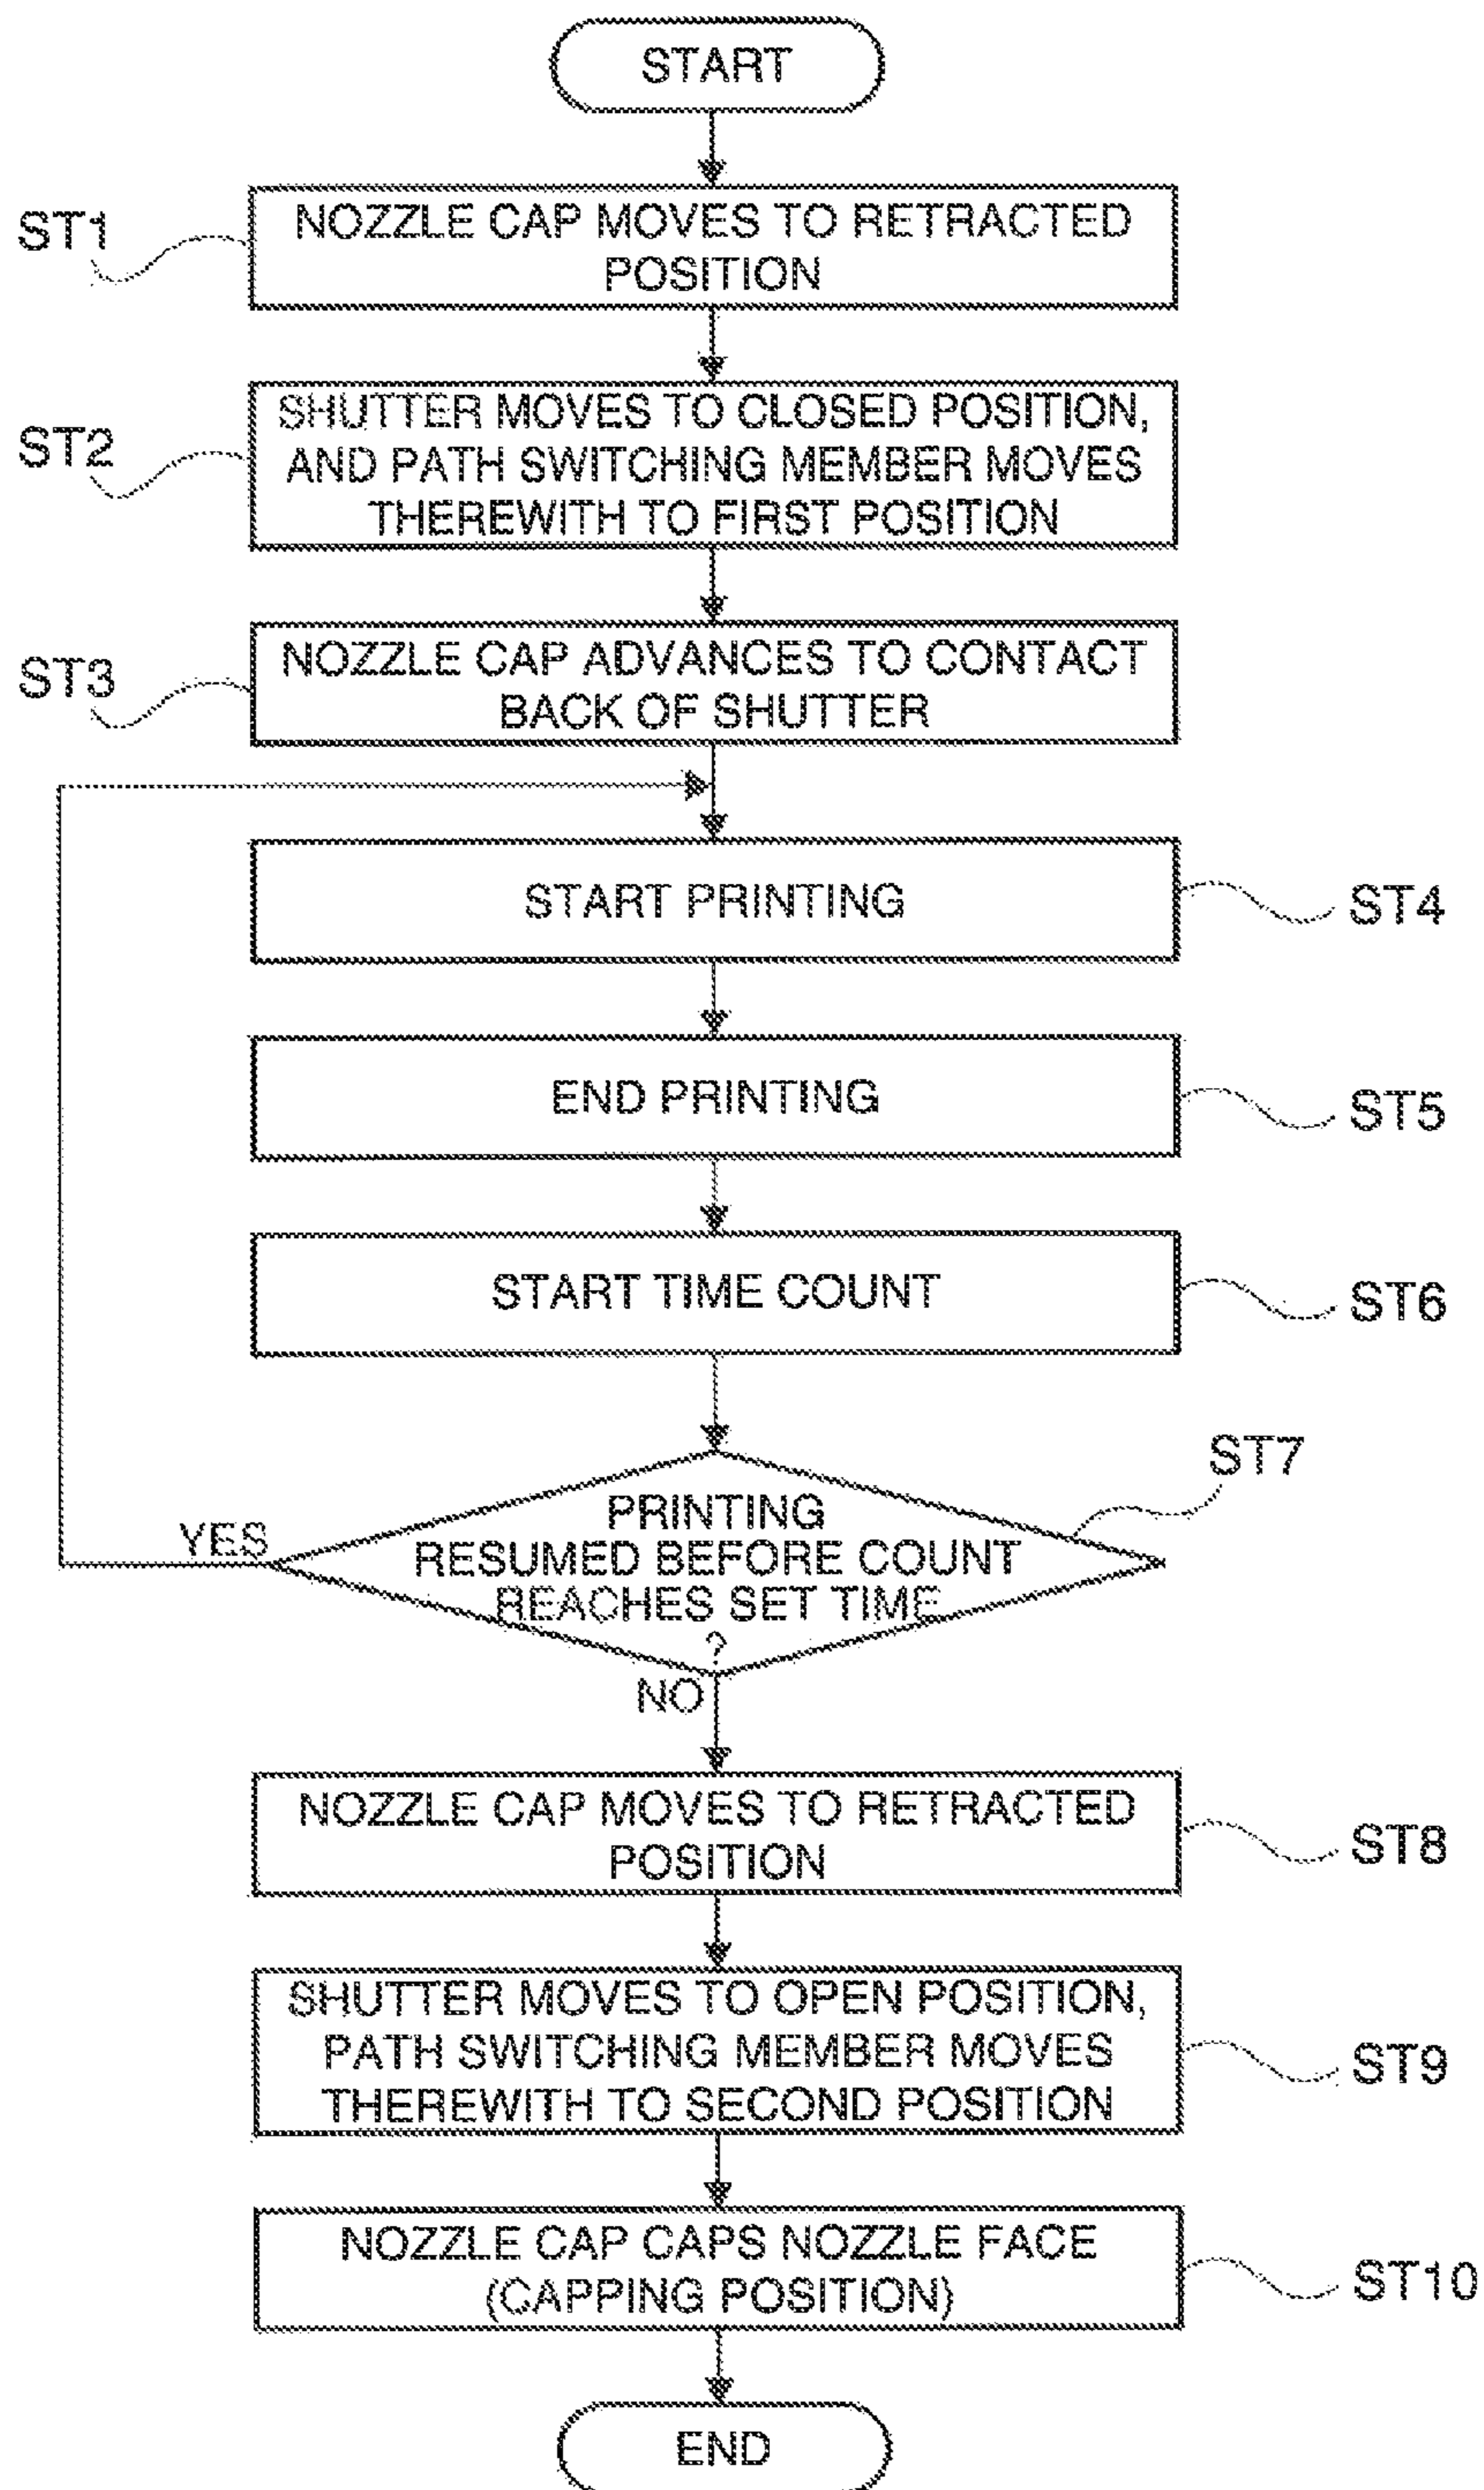 START
ST1
NOZZLE CAP MOVES TO RETRACTED
POSITION
ST2
SHUTTER MOVES TO CLOSED POSITION,
AND PATH SWITCHING MEMBER MOVES
THEREWITH TO FIRST POSITION
ST3
NOZZLE CAP ADVANCES TO CONTACT
BACK OF SHUTTER
START PRINTING
ST4
END PRINTING
ST5
START TIME COUNT
ST6
ST7
PRINTING
RESUMED BEFORE COUNT
REACHES SET TIME
?
YES
NO
NOZZLE CAP MOVES TO RETRACTED
POSITION
ST8
SHUTTER MOVES TO OPEN POSITION,
PATH SWITCHING MEMBER MOVES
THEREWITH TO SECOND POSITION
ST9
NOZZLE CAP CAPS NOZZLE FACE
(CAPPING POSITION)
ST10
END